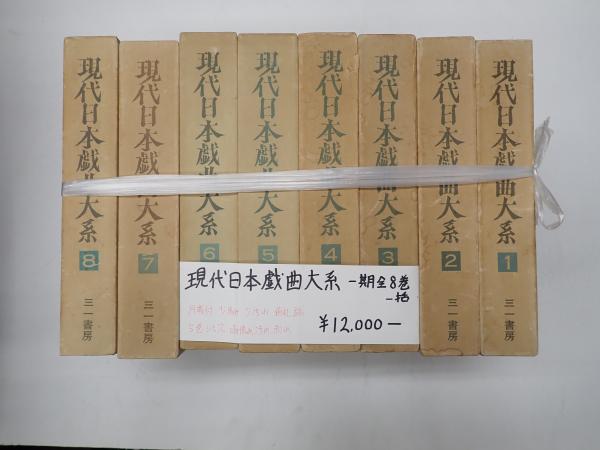 現代日本戯曲大系
8
三一書房
現代日本戯曲大系
7
三一書房
現代日本戯曲大系
6
現代日本戯曲大系
5
現代日本戯曲大系
4
現代日本戯曲大系
3
現代日本戯曲大系
2
三一書房
現代日本戯曲大系
1
三一書房
現代日本戯曲大系 一期全8巻
一括
¥12,000－